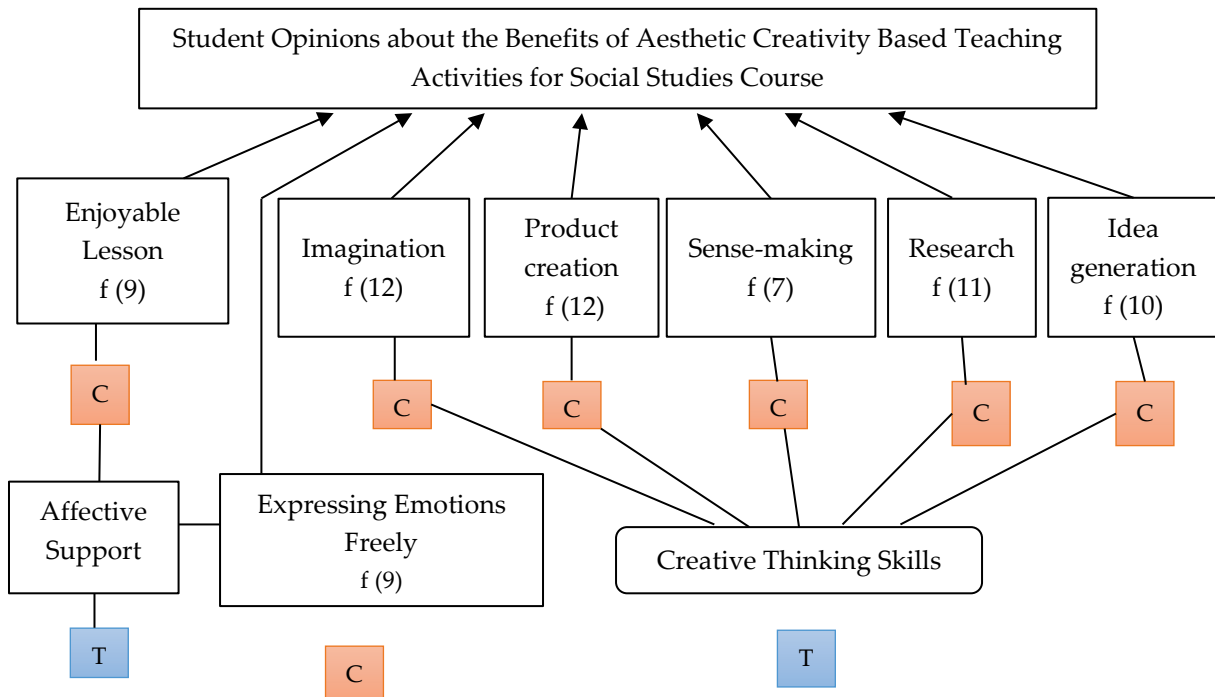 Student Opinions about the Benefits of Aesthetic Creativity Based Teaching
Activities for Social Studies Course
Enjoyable
Lesson
f (9)
Imagination
f (12)
Product
creation
f (12)
Sense-making
f (7)
Research
f (11)
Idea
generation
f (10)
C
C
C
C
C
C
Affective
Support
Expressing Emotions
Freely
f (9)
Creative Thinking Skills
T
C
T